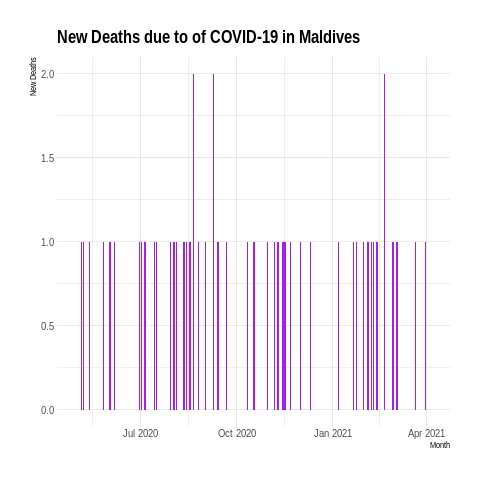 New Deaths due to of COVID-19 in Maldives
New Deaths
2.0
1.5
1.0
0.5
0.0
Jul 2020 Oct 2020 Jan 2021 Apr 2021
Month